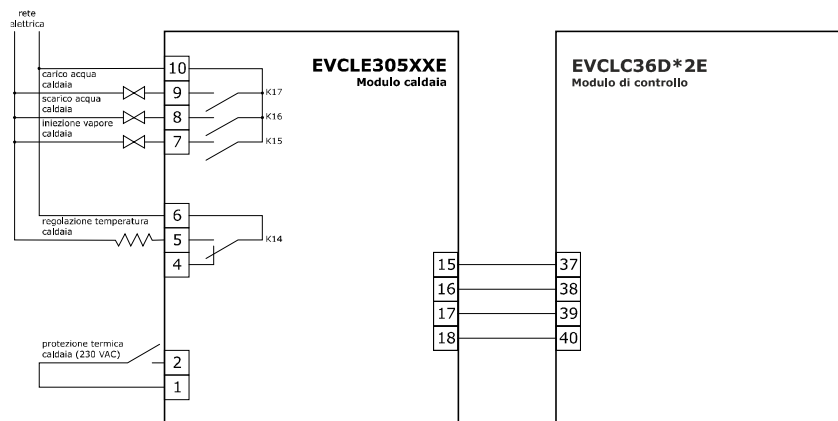 rete
elettrica
EVCLE305XXE
Modulo caldaia
EVCLC36D*2E
Modulo di controllo
10
carico acqua
caldaia
9
K17
scarico acqua
caldaia
8
K16
iniezione vapore
caldaia
7
K15
6
regolazione temperatura
caldaia
5
K14
4
15
37
16
38
17
39
18
40
protezione termica
caldaia (230 VAC)
2
1